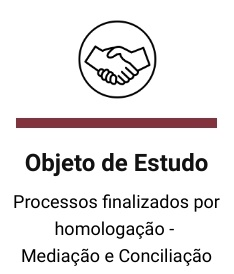 Objeto de Estudo
Processos finalizados por
homologação -
Mediação e Conciliação